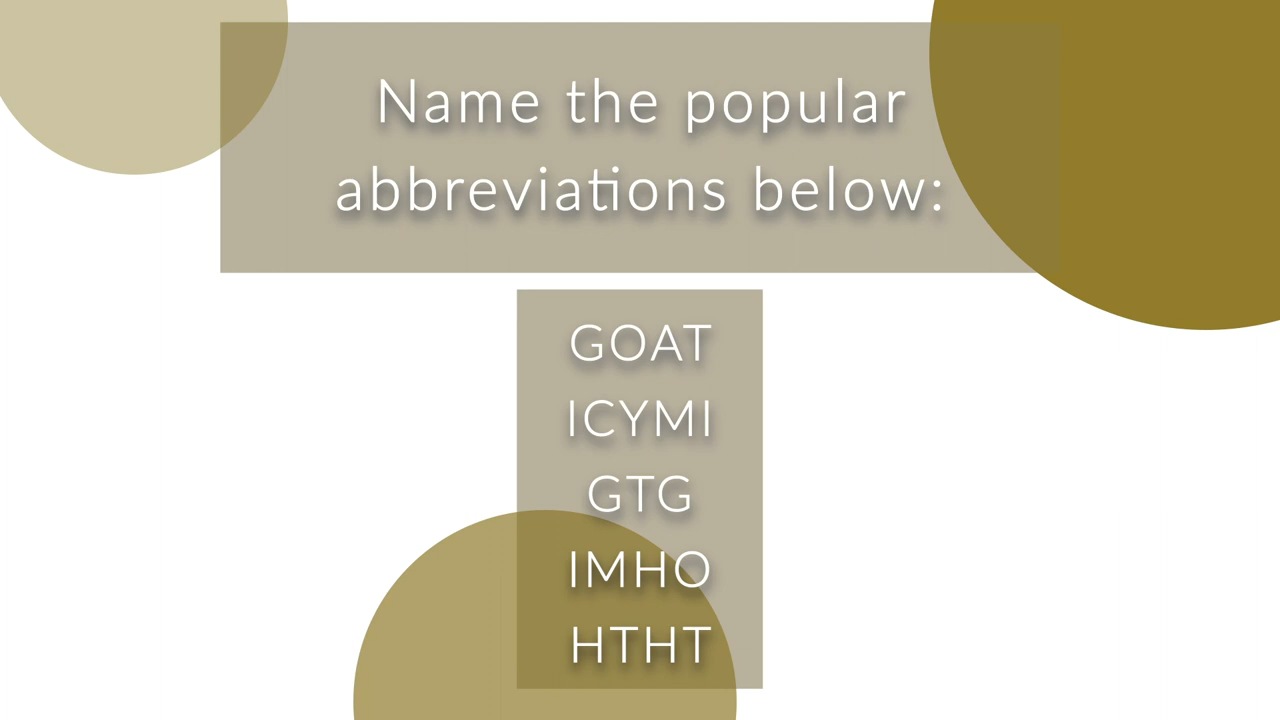 Name the popular
abbreviations below:
GOAT
ICYMI
GTG
IMHO
HTHT